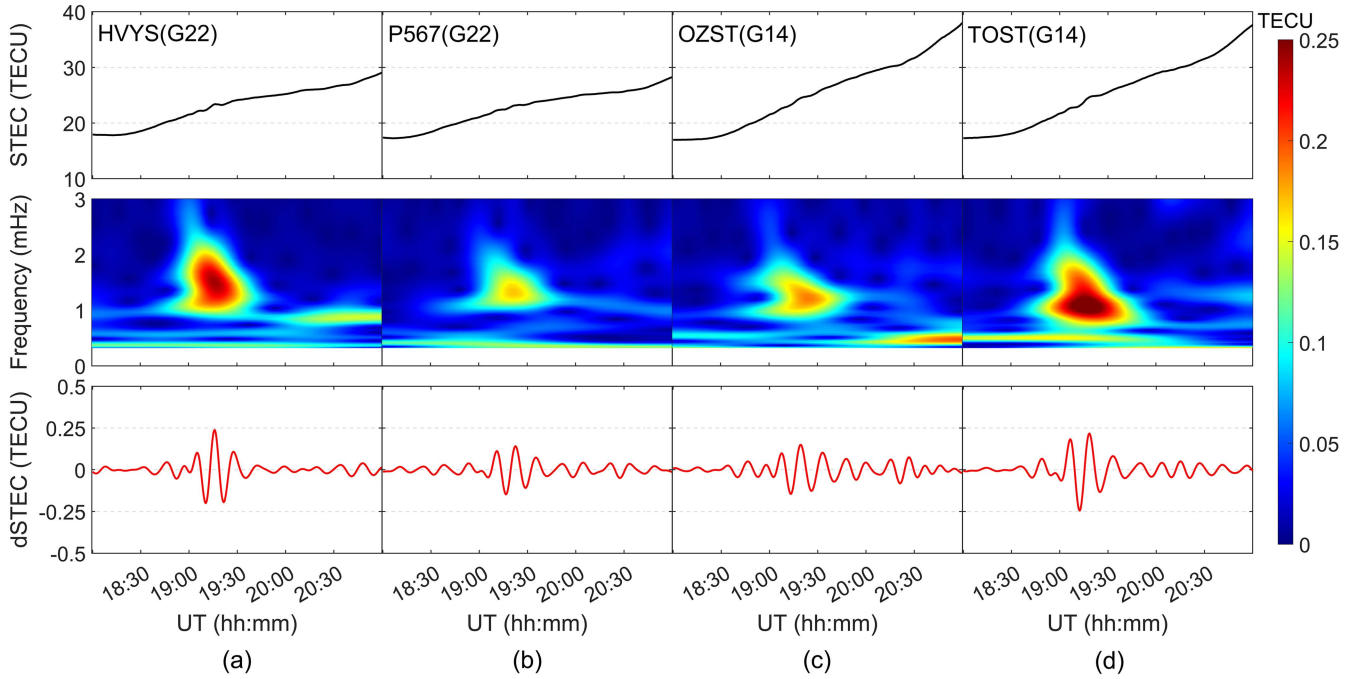 HVYS(G22)
P567(G22)
OZST(G14)
TOST(G14)
TECU
STEC (TECU)
40
30
20
10
Frequency (mHz)
3
2
1
0
dSTEC (TECU)
0.5
0.25
0
-0.25
-0.5
0.25
0.2
0.15
0.1
0.05
0
18:30 19:00 19:30 20:00 20:30
18:30 19:00 19:30 20:00 20:30
18:30 19:00 19:30 20:00 20:30
18:30 19:00 19:30 20:00 20:30
UT (hh:mm)
UT (hh:mm)
UT (hh:mm)
UT (hh:mm)
(a)
(b)
(c)
(d)